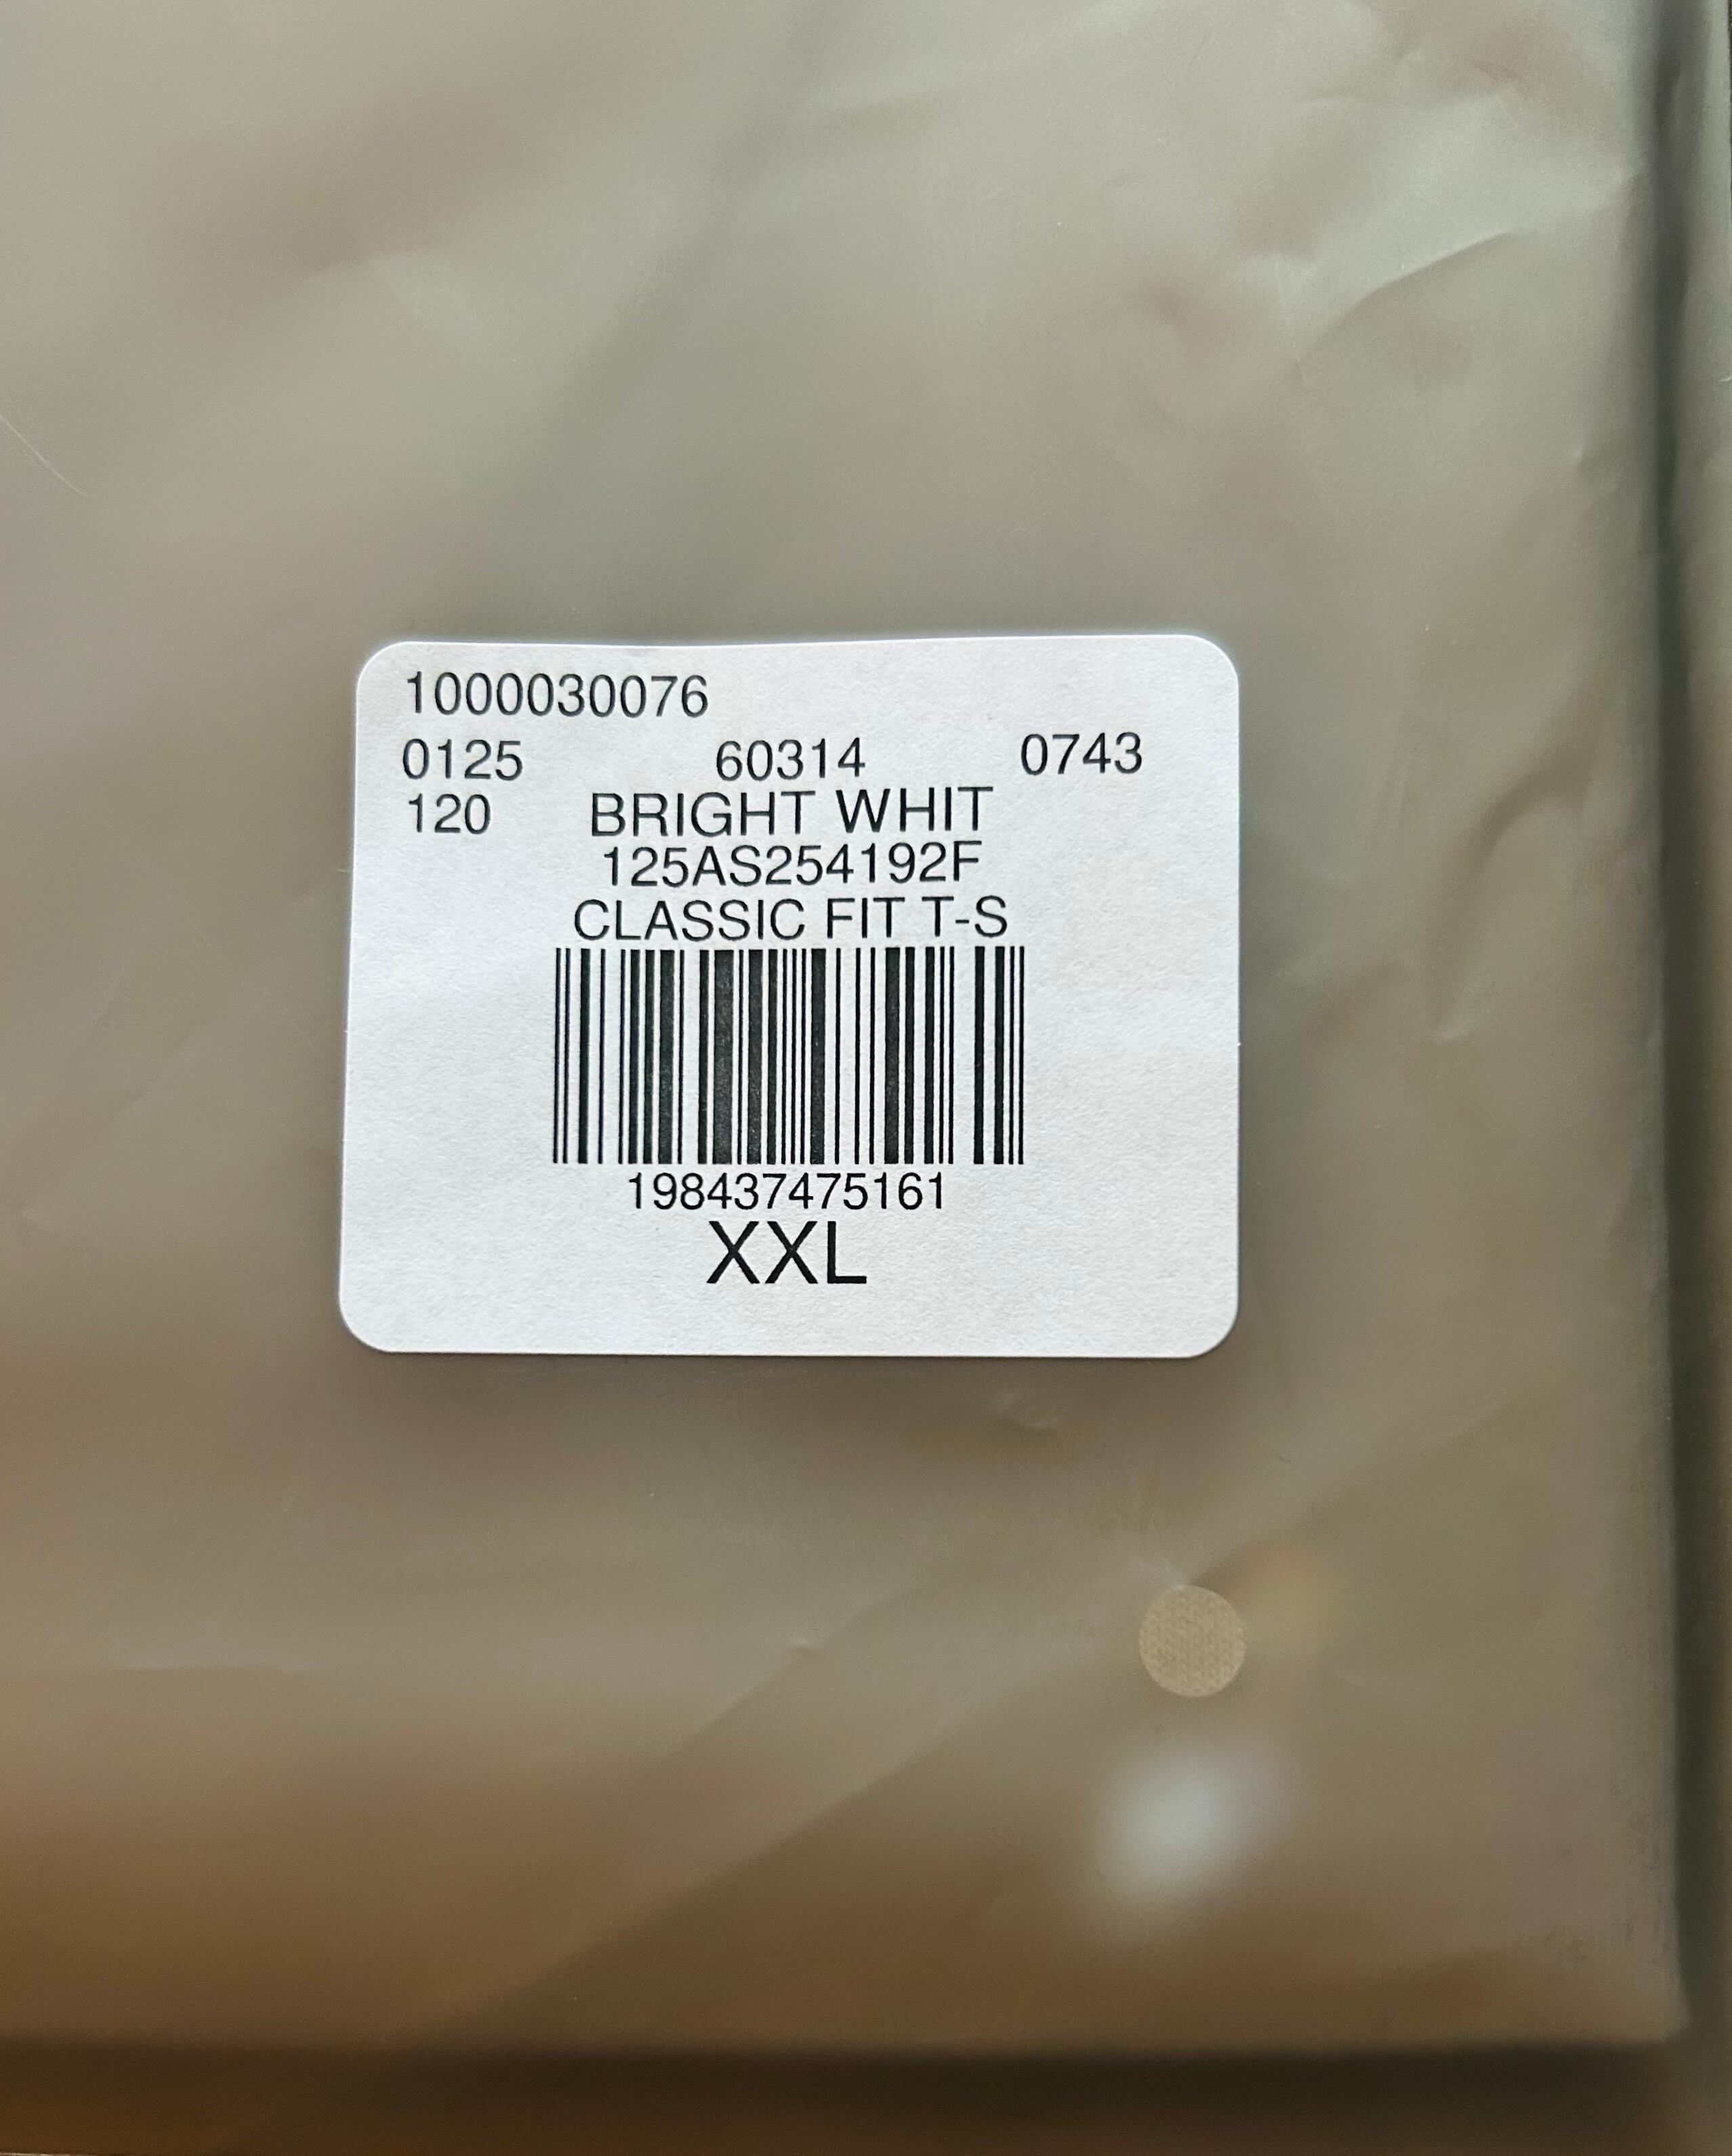 1000030076
0125 60314 0743
120 BRIGHT WHIT
125AS254192F
CLASSIC FIT T-S
198437475161
XXL